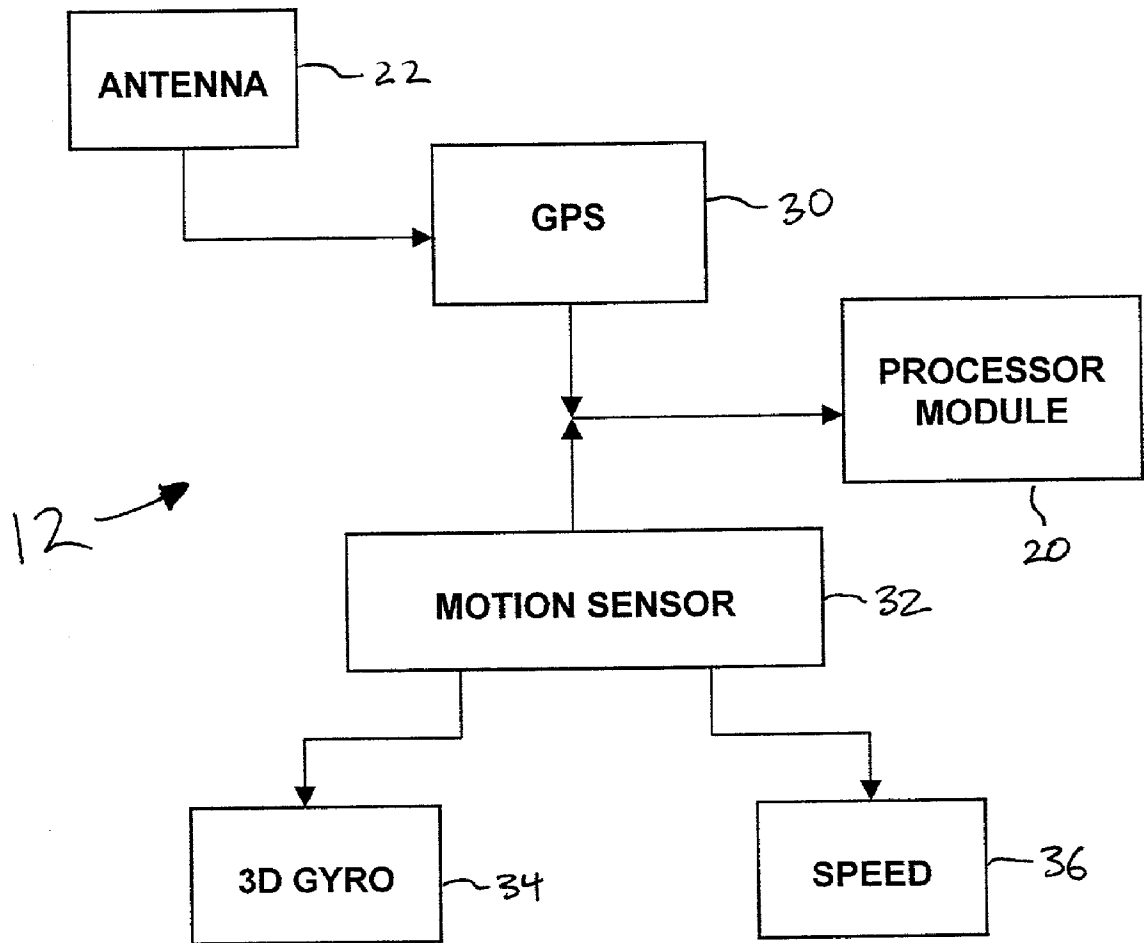 ANTENNA
22
GPS
30
PROCESSOR
MODULE
20
12
MOTION SENSOR
32
3D GYRO
34
SPEED
36